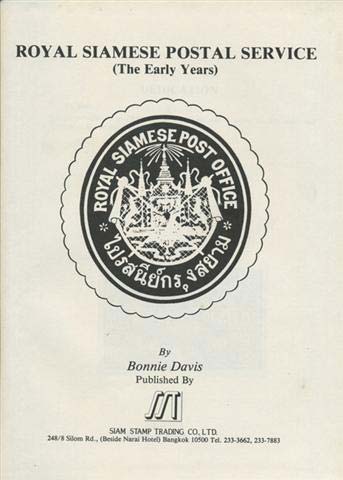 ROYAL SIAMESE POSTAL SERVICE
(The Early Years)
ROYAL SIAMESE POST OFFICE
* ไปรสนีย์กรุงสยาม *
By
Bonnie Davis
Published By
SST
SIAM STAMP TRADING CO., LTD.
248/8 Silom Rd., (Beside Narai Hotel) Bangkok 10500 Tel. 233-3662, 233-7883